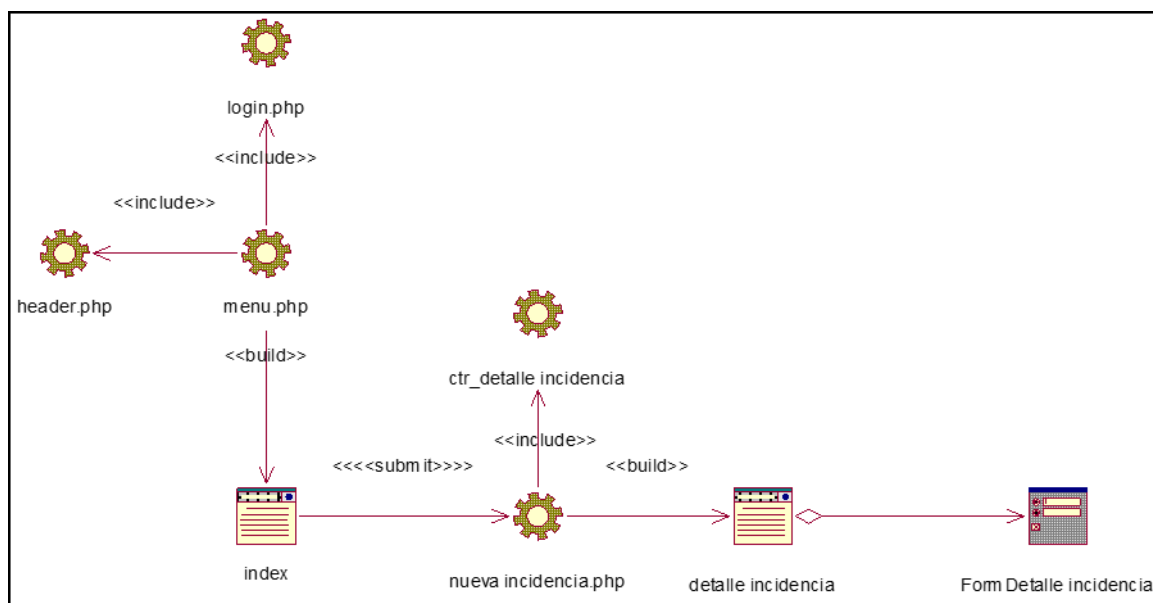 login.php
<<include>>
<<include>>
header.php
menu.php
<<build>>
ctr_detalle incidencia
<<include>>
<<<<submit>>>>
<<build>>
index
nueva incidencia.php
detalle incidencia
Form Detalle incidencia